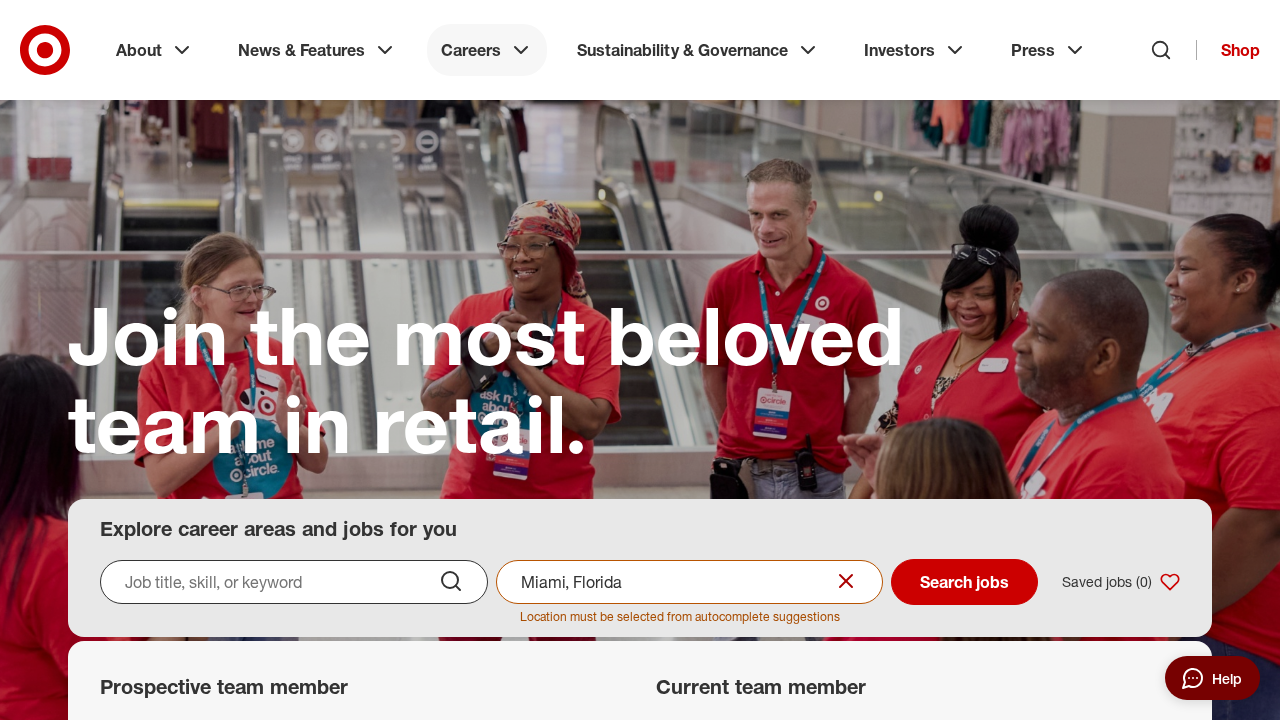 About
News & Features
Careers
Sustainability & Governance
Investors
Press
Shop
Join the most beloved
team in retail.
Explore career areas and jobs for you
Job title, skill, or keyword
Miami, Florida
Search jobs
Saved jobs (0)
Location must be selected from autocomplete suggestions
Prospective team member
Current team member
Help